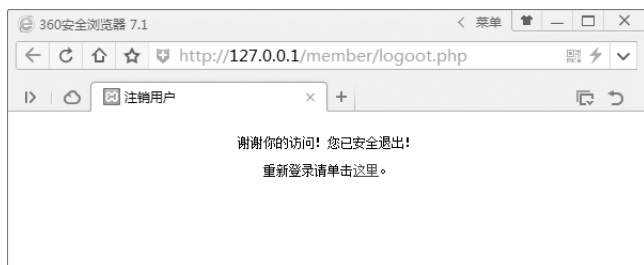 360安全浏览器 7.1
菜单
http://127.0.0.1/member/logoot.php
注销用户
谢谢你的访问！您已安全退出！
重新登录请单击这里。